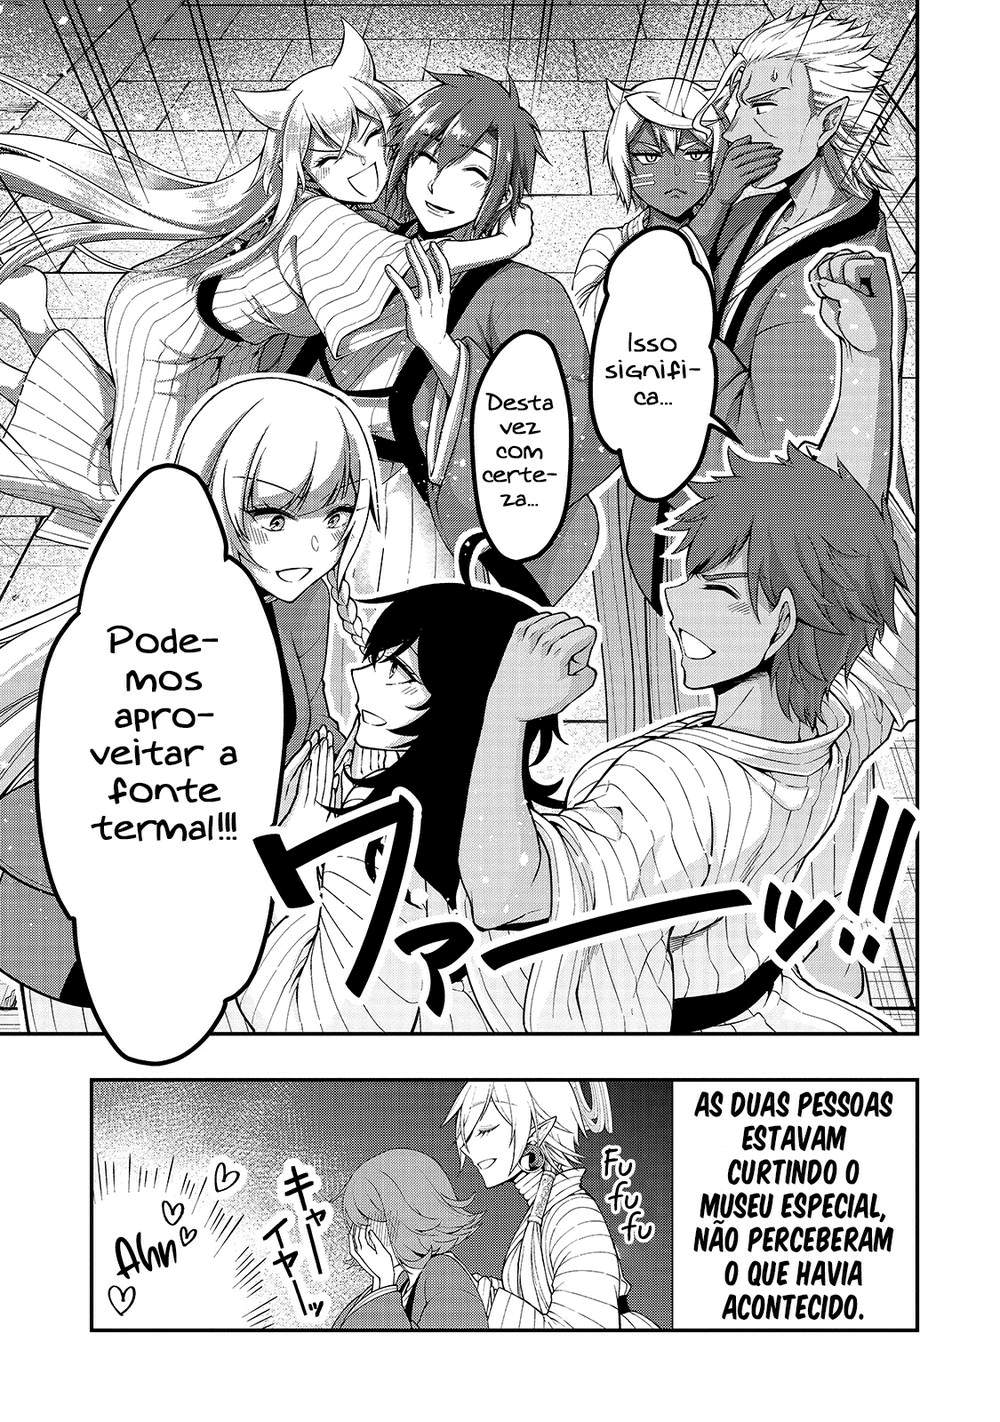 Isso
signifi-
ca...
Desta
vez
com
certe-
za...
Pode-
mos
apro-
veitar a
fonte
termal!!!
ワァーーッ!!
AS DUAS PESSOAS
ESTAVAM
CURTINDO O
MUSEU ESPECIAL,
NÃO PERCEBERAM
O QUE HAVIA
ACONTECIDO.
Fu
fu
fu
キャー
イヤーッ
Ahn